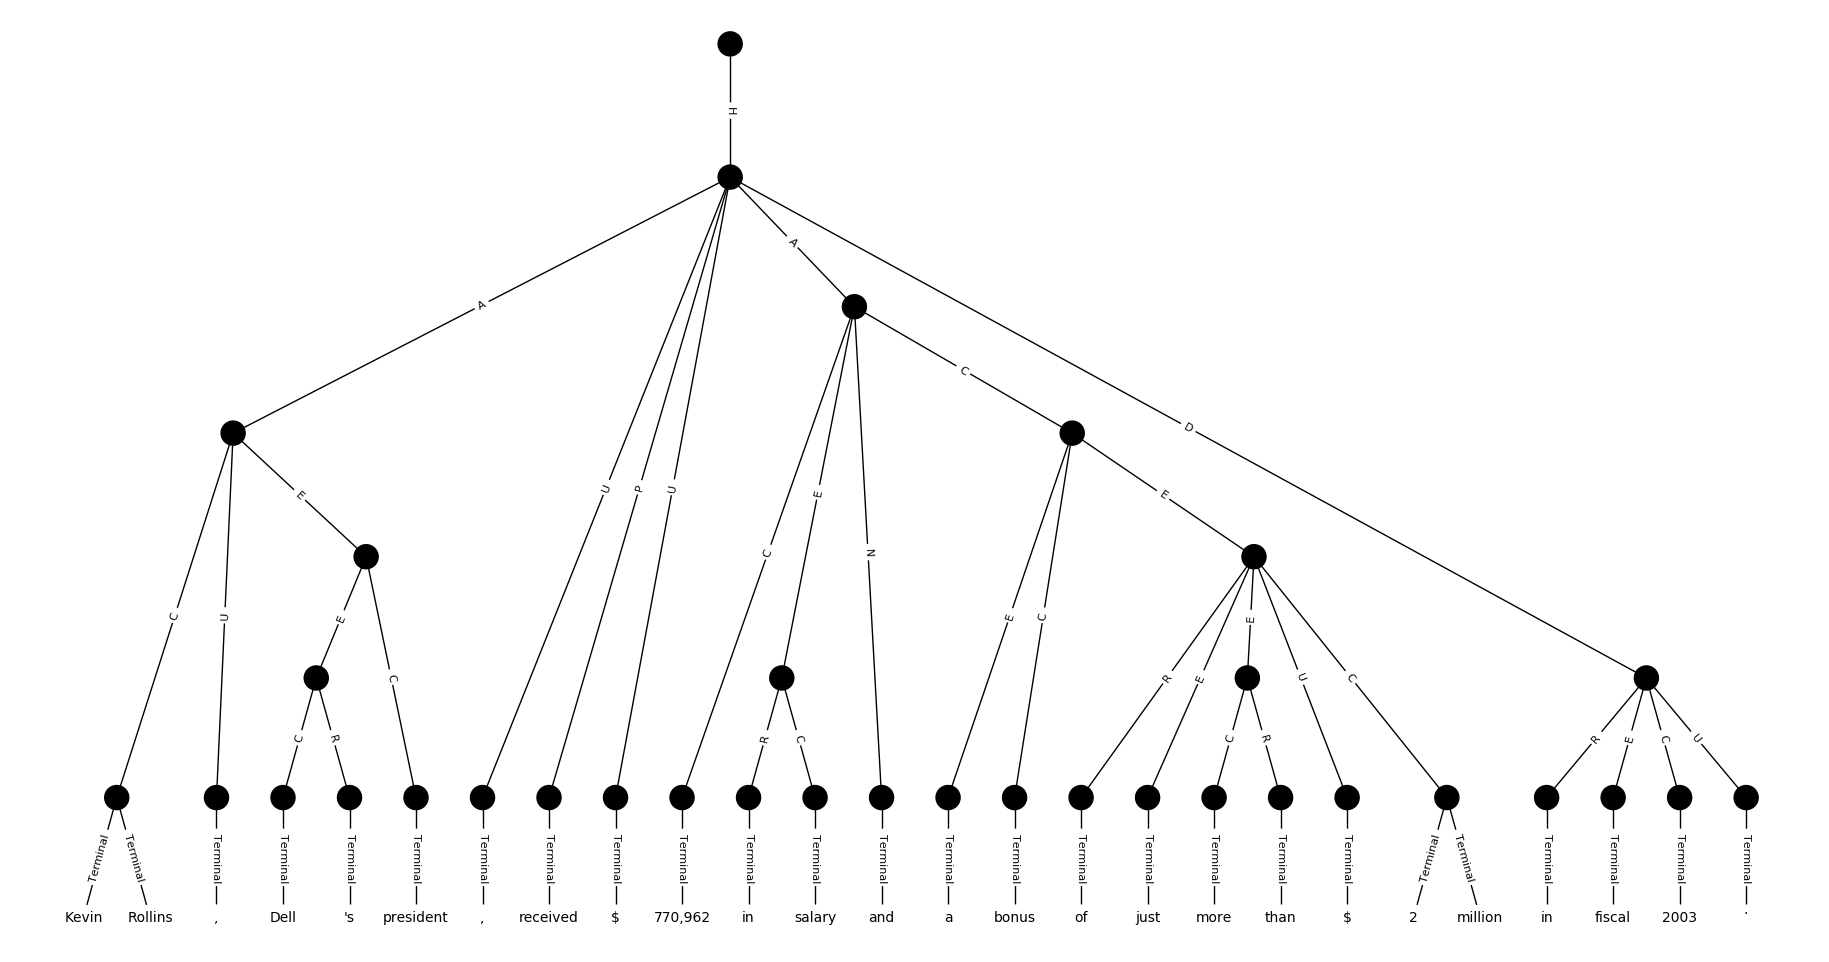 H
A
A
C
D
U
P
U
E
E
C
E
N
C
U
E
E
C
E
U
C
R
E
U
C
C
R
R
C
C
R
R
E
C
U
Terminal Terminal Terminal Terminal Terminal Terminal Terminal Terminal Terminal Terminal Terminal Terminal Terminal Terminal Terminal Terminal Terminal Terminal Terminal Terminal Terminal Terminal Terminal Terminal Terminal Terminal
Kevin Rollins , Dell 's president , received $ 770,962 in salary and a bonus of just more than $ 2 million in fiscal 2003 .